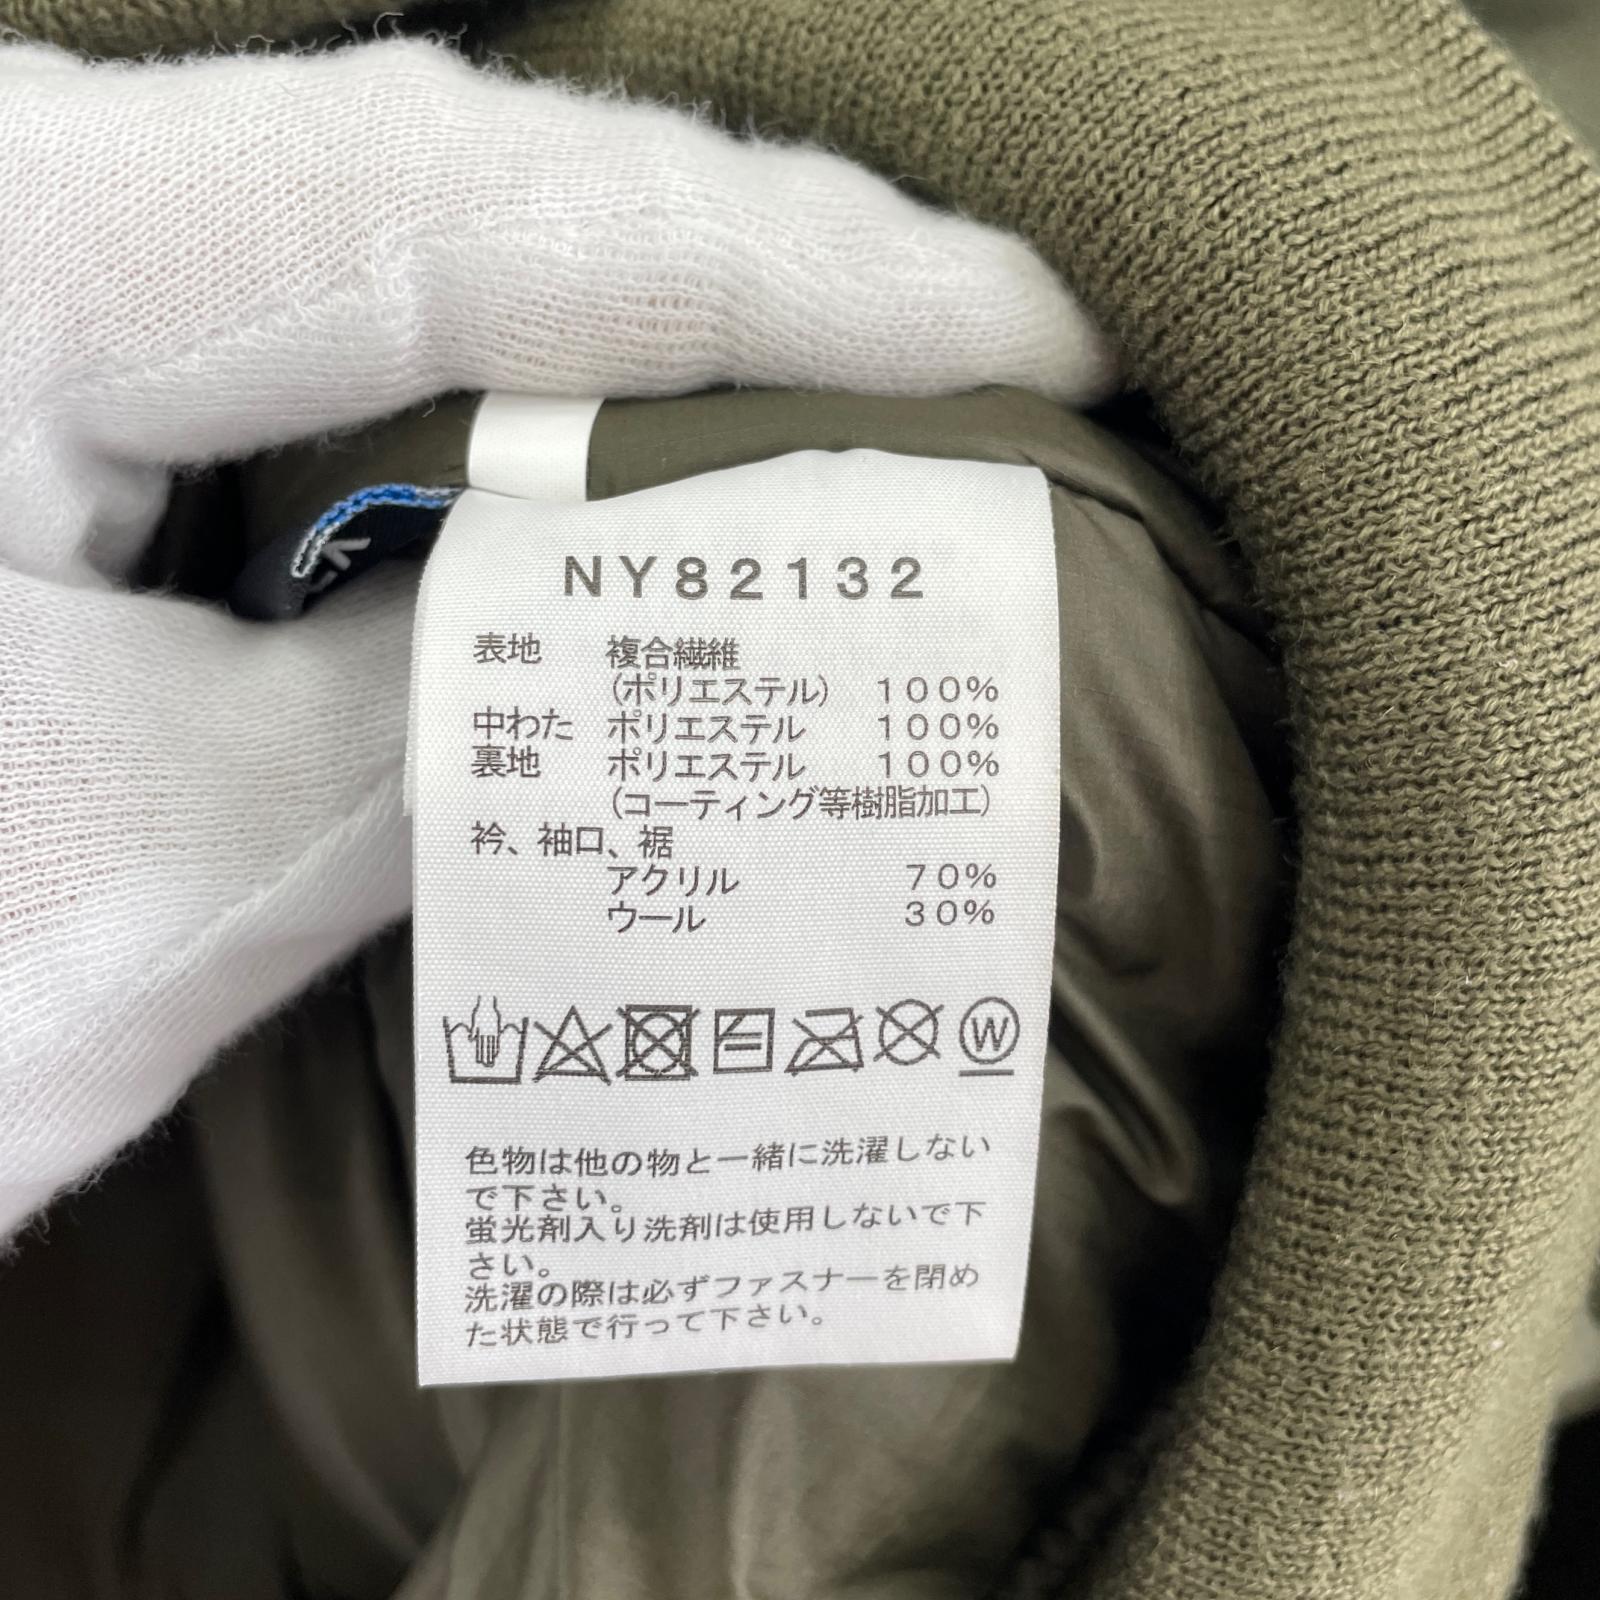 NY82132
表地 複合繊維
(ポリエステル) 100%
中わた ポリエステル 100%
裏地 ポリエステル 100%
(コーティング等樹脂加工)
衿、袖口、裾
アクリル 70%
ウール 30%
W
色物は他の物と一緒に洗濯しない
で下さい。
蛍光剤入り洗剤は使用しないで下
さい。
洗濯の際は必ずファスナーを閉め
た状態で行って下さい。